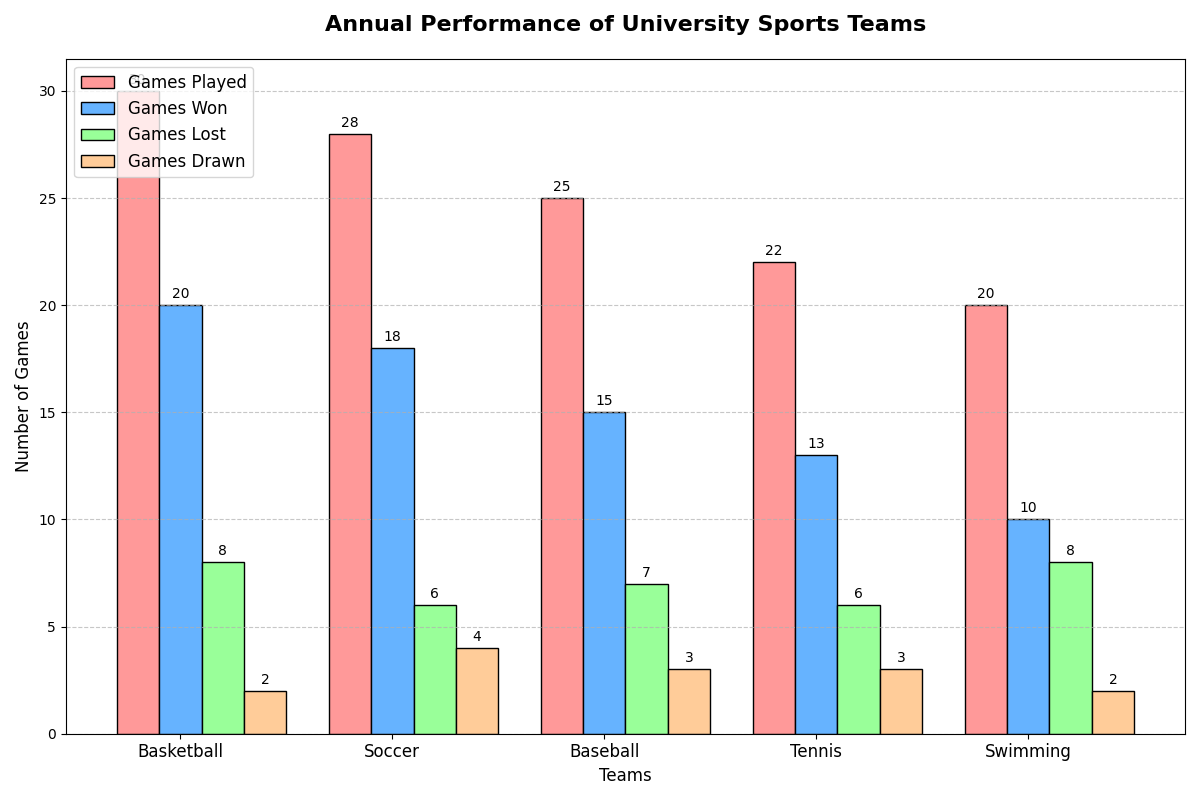 Annual Performance of University Sports Teams
Games Played
Games Won
Games Lost
Games Drawn
30
25
20
15
10
5
0
Number of Games
20
8
2
28
18
6
4
25
15
7
3
22
13
6
3
20
10
8
2
Basketball
Soccer
Baseball
Tennis
Swimming
Teams